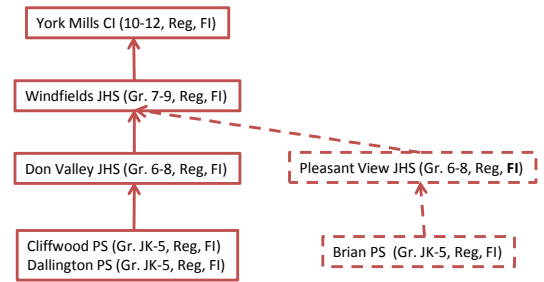 York Mills CI (10-12, Reg, FI)
Windfields JHS (Gr. 7-9, Reg, FI)
Don Valley JHS (Gr. 6-8, Reg, FI)
Pleasant View JHS (Gr. 6-8, Reg, FI)
Cliffwood PS (Gr. JK-5, Reg, FI)
Dallington PS (Gr. JK-5, Reg, FI)
Brian PS (Gr. JK-5, Reg, FI)